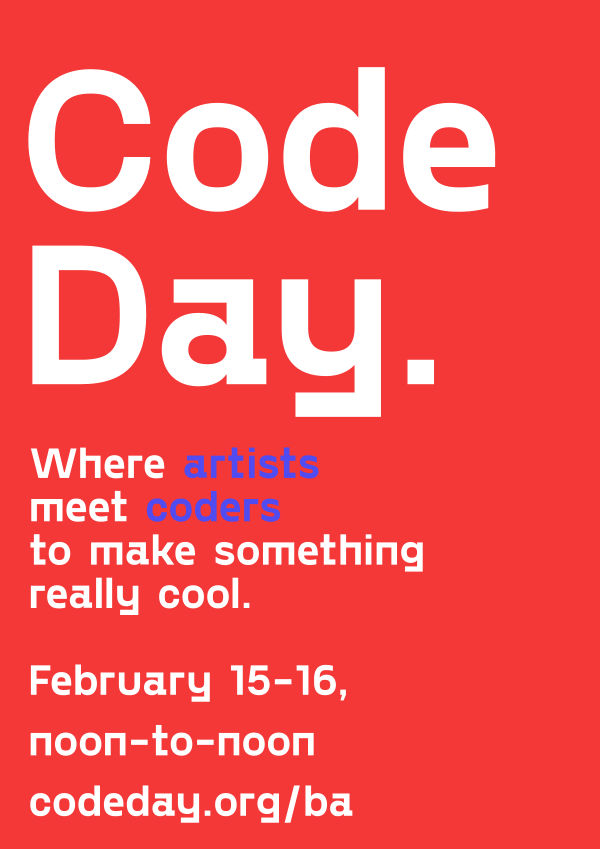 Code
Day.
Where artists
meet coders
to make something
really cool.
February 15-16,
noon-to-noon
codeday.org/ba